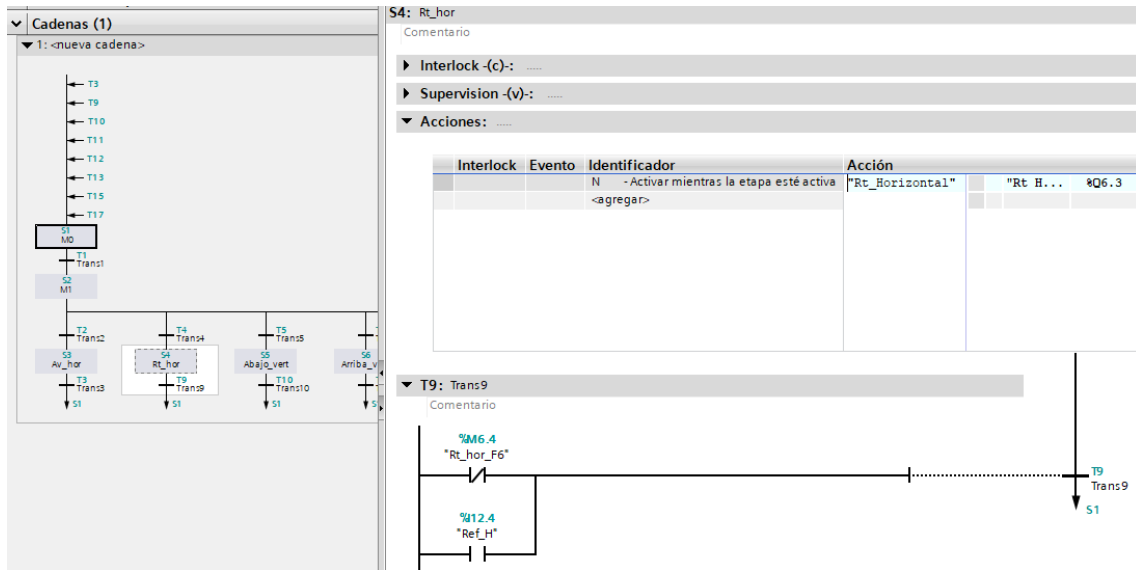 Cadenas (1)
1: <nueva cadena>
T3
T9
T10
T11
T12
T13
T15
T17
S1
M0
T1
Trans1
S2
M1
T2
Trans2
T4
Trans4
T5
Trans5
S3
Av_hor
S4
Rt_hor
S5
Abajo_vert
S6
Arriba_v
T3
Trans3
T9
Trans9
T10
Trans10
S1
S1
S1
S4: Rt_hor
Comentario
Interlock -(c)-: .....
Supervision -(v)-: .....
Acciones: .....
Interlock Evento Identificador Acción
N - Activar mientras la etapa esté activa "Rt_Horizontal" "Rt H... %Q6.3
<agregar>
T9: Trans9
Comentario
%M6.4
"Rt_hor_F6"
%I12.4
"Ref_H"
T9
Trans9
S1